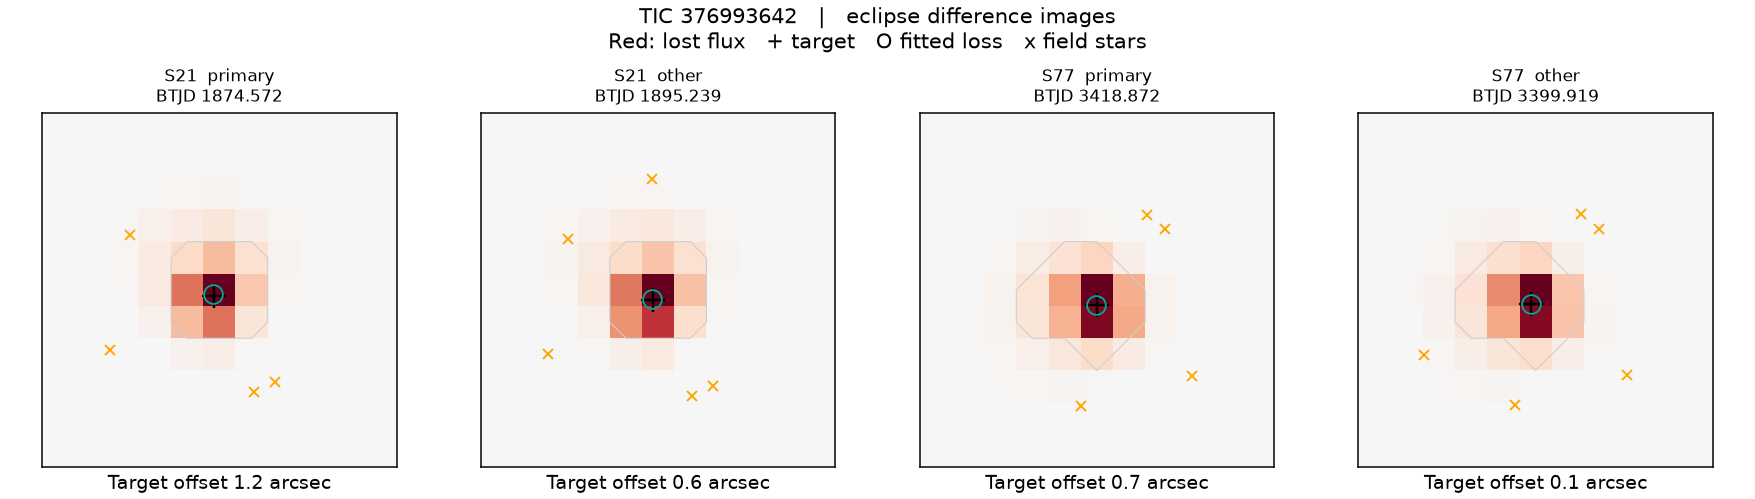 TIC 376993642 | eclipse difference images
Red: lost flux + target O fitted loss x field stars
S21 primary
BTJD 1874.572
S21 other
BTJD 1895.239
S77 primary
BTJD 3418.872
S77 other
BTJD 3399.919
Target offset 1.2 arcsec
Target offset 0.6 arcsec
Target offset 0.7 arcsec
Target offset 0.1 arcsec